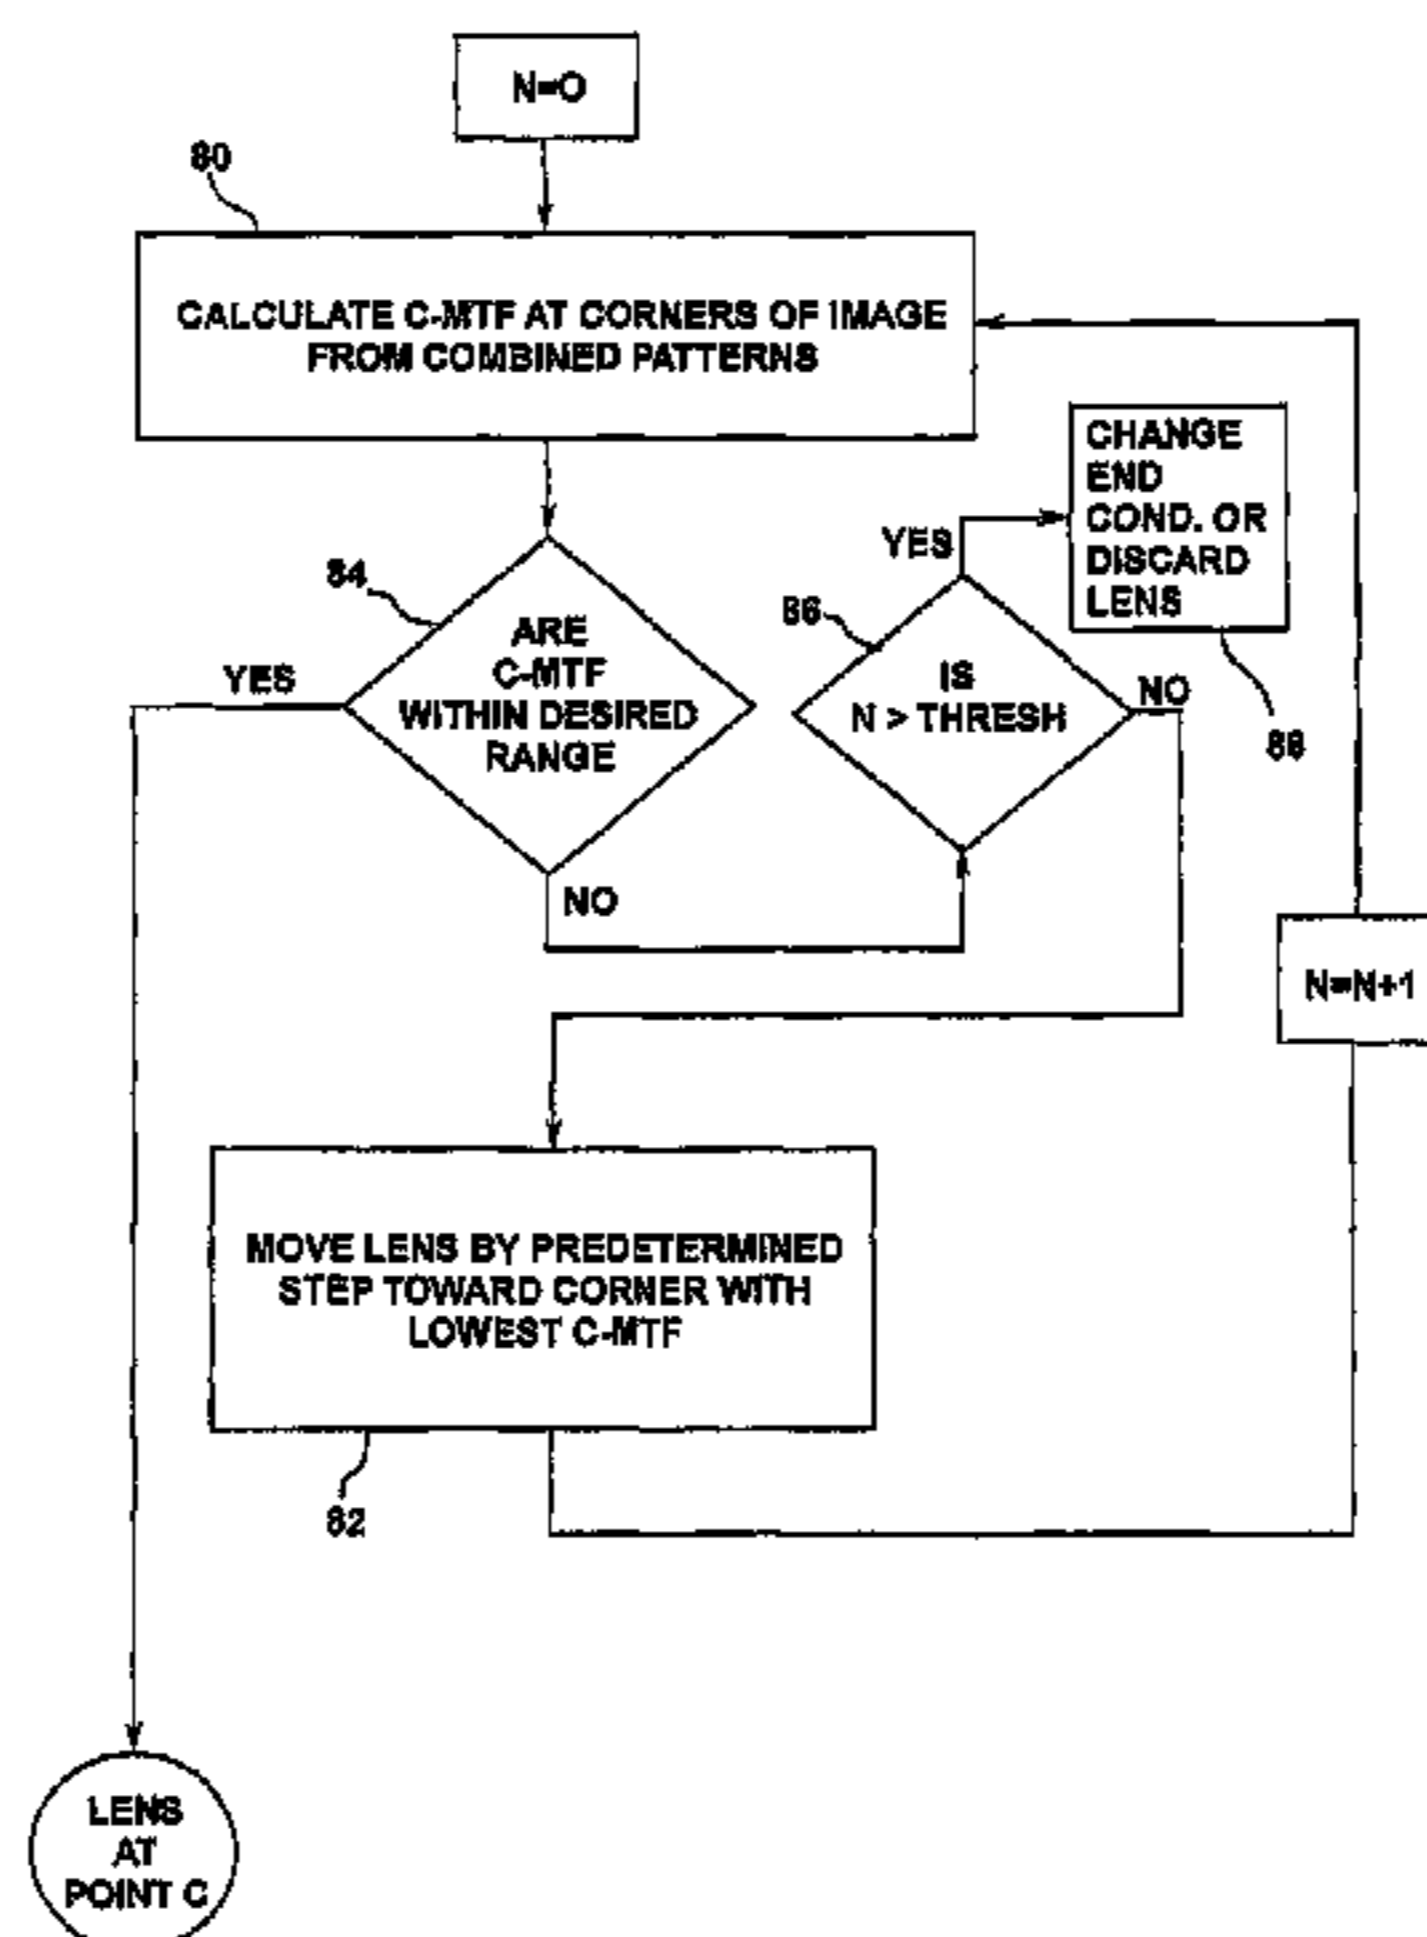 N=O
80
CALCULATE C-MTF AT CORNERS OF IMAGE
FROM COMBINED PATTERNS
CHANGE
END
COND. OR
DISCARD
LENS
88
84
ARE
C-MTF
WITHIN DESIRED
RANGE
YES
NO
86
IS
N > THRESH
YES
NO
N=N+1
MOVE LENS BY PREDETERMINED
STEP TOWARD CORNER WITH
LOWEST C-MTF
82
LENS
AT
POINT C